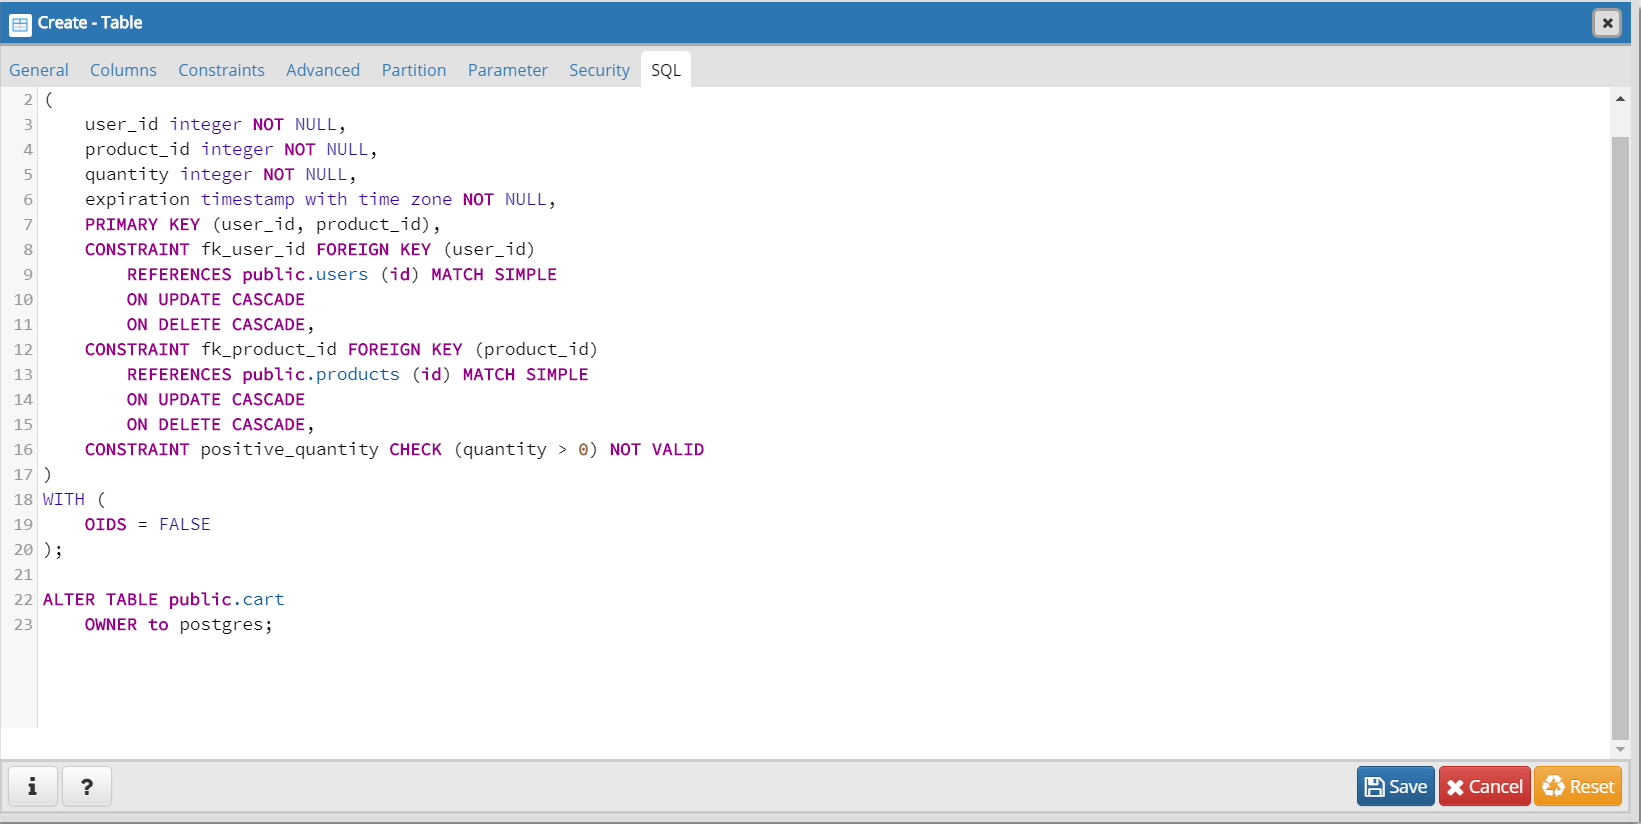 Create - Table
General Columns Constraints Advanced Partition Parameter Security SQL
2 (
3 user_id integer NOT NULL,
4 product_id integer NOT NULL,
5 quantity integer NOT NULL,
6 expiration timestamp with time zone NOT NULL,
7 PRIMARY KEY (user_id, product_id),
8 CONSTRAINT fk_user_id FOREIGN KEY (user_id)
9 REFERENCES public.users (id) MATCH SIMPLE
10 ON UPDATE CASCADE
11 ON DELETE CASCADE,
12 CONSTRAINT fk_product_id FOREIGN KEY (product_id)
13 REFERENCES public.products (id) MATCH SIMPLE
14 ON UPDATE CASCADE
15 ON DELETE CASCADE,
16 CONSTRAINT positive_quantity CHECK (quantity > 0) NOT VALID
17 )
18 WITH (
19 OIDS = FALSE
20 );
21
22 ALTER TABLE public.cart
23 OWNER to postgres;
i ? Save Cancel Reset